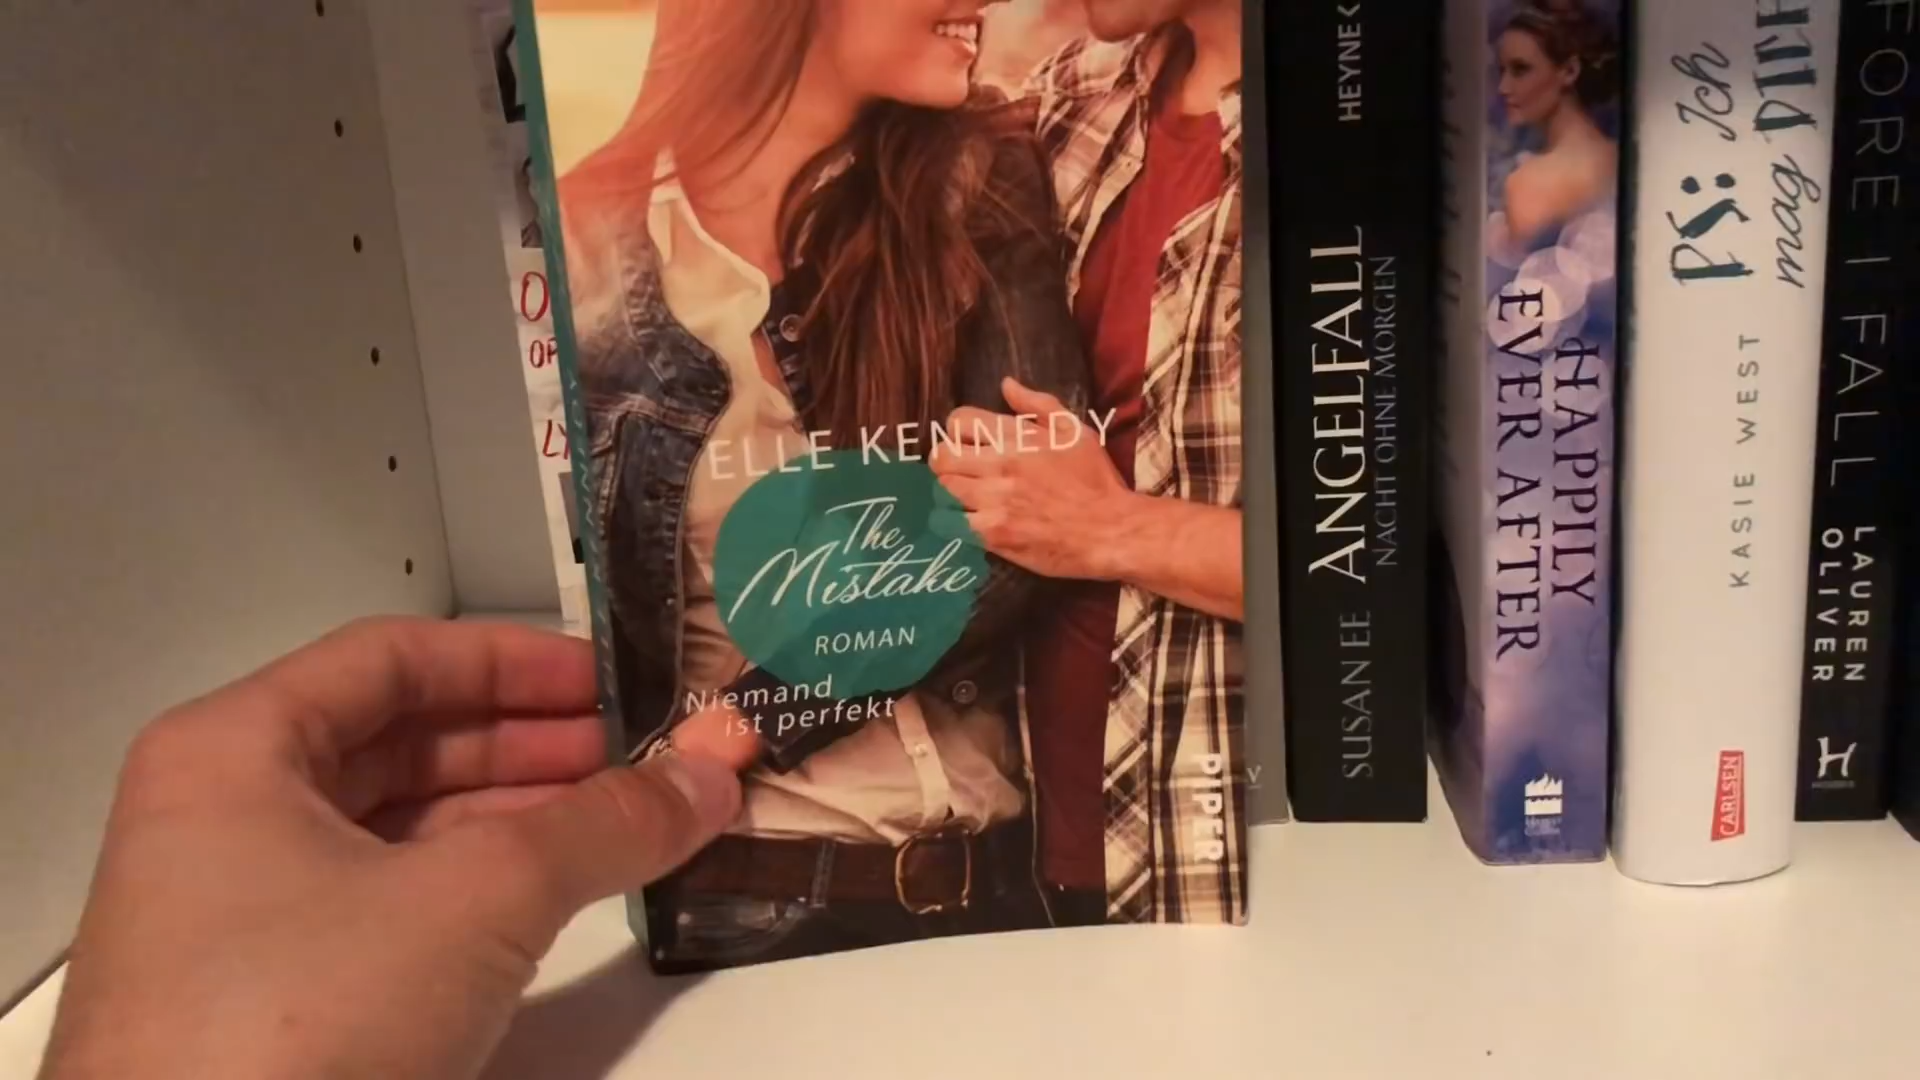 ELLE KENNEDY
The
Mistake
ROMAN
Niemand
ist perfekt
PIPER
HEYNE
ANGELFALL
NACHT OHNE MORGEN
SUSAN EE
HAPPILY
EVER AFTER
PS: Ich
mag DICH
KASIE WEST
CARLSEN
FORE I FALL
LAUREN
OLIVER
H